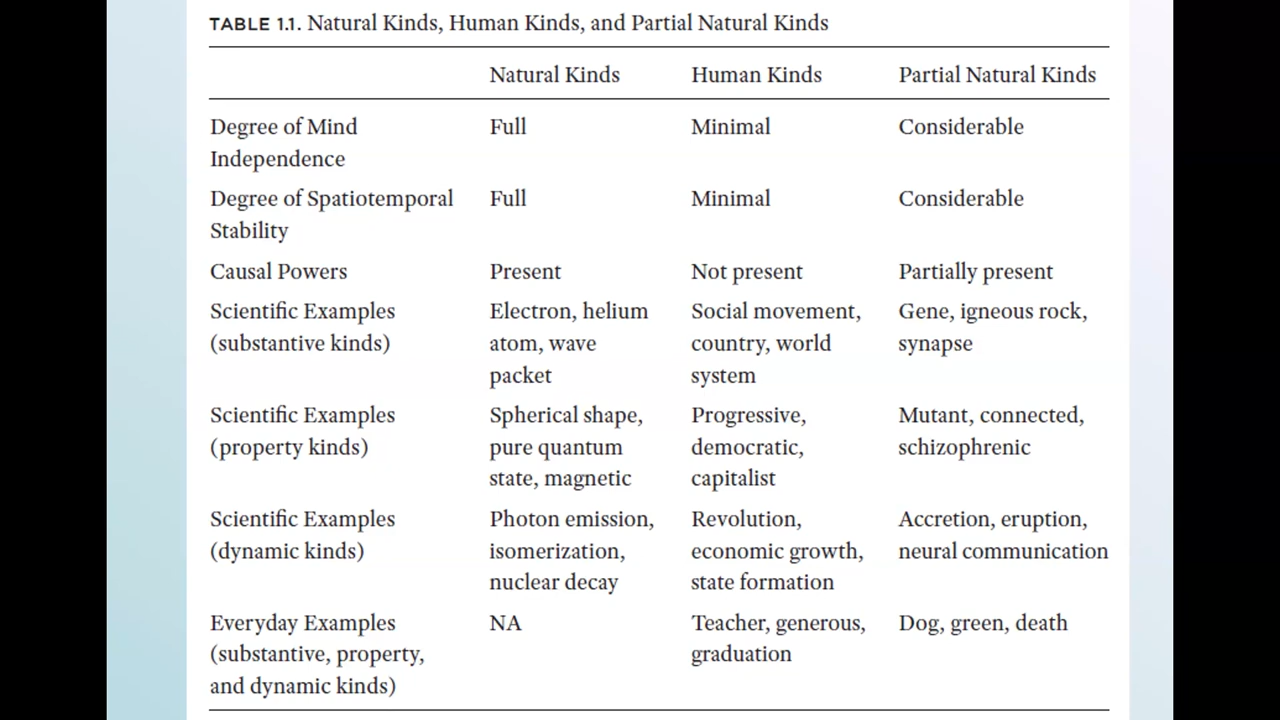 TABLE 1.1. Natural Kinds, Human Kinds, and Partial Natural Kinds
Natural Kinds Human Kinds Partial Natural Kinds
Degree of Mind Full Minimal Considerable
Independence
Degree of Spatiotemporal Full Minimal Considerable
Stability
Causal Powers Present Not present Partially present
Scientific Examples Electron, helium Social movement, Gene, igneous rock,
(substantive kinds) atom, wave country, world synapse
packet system
Scientific Examples Spherical shape, Progressive, Mutant, connected,
(property kinds) pure quantum democratic, schizophrenic
state, magnetic capitalist
Scientific Examples Photon emission, Revolution, Accretion, eruption,
(dynamic kinds) isomerization, economic growth, neural communication
nuclear decay state formation
Everyday Examples NA Teacher, generous, Dog, green, death
(substantive, property, graduation
and dynamic kinds)